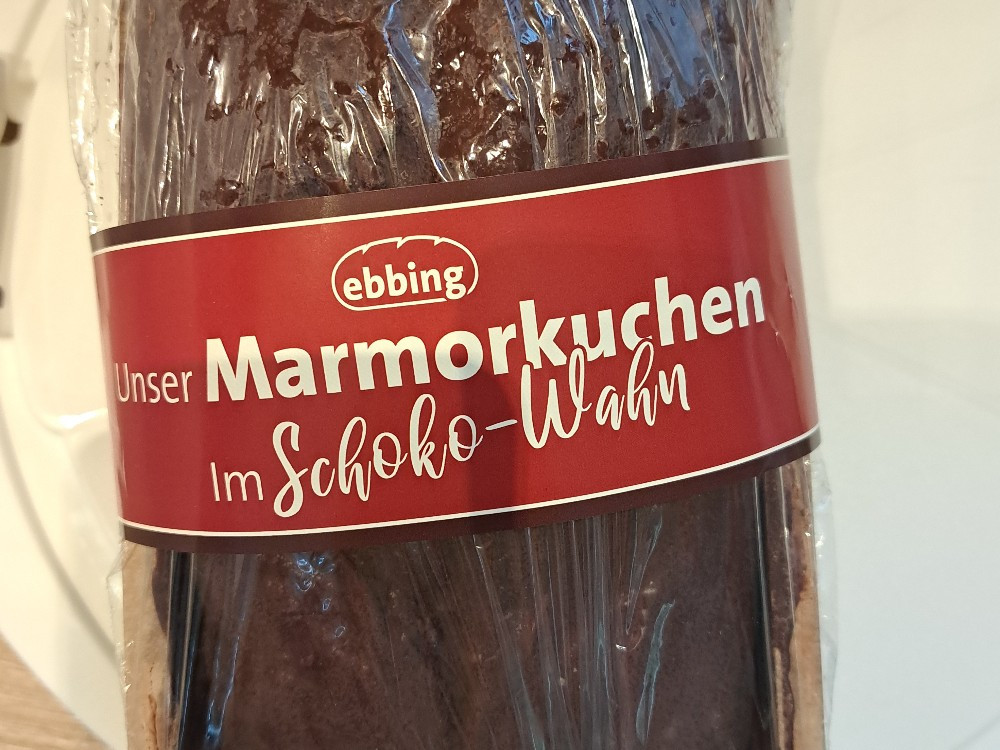 ebbing
Unser Marmorkuchen
Im Schoko-Wahn